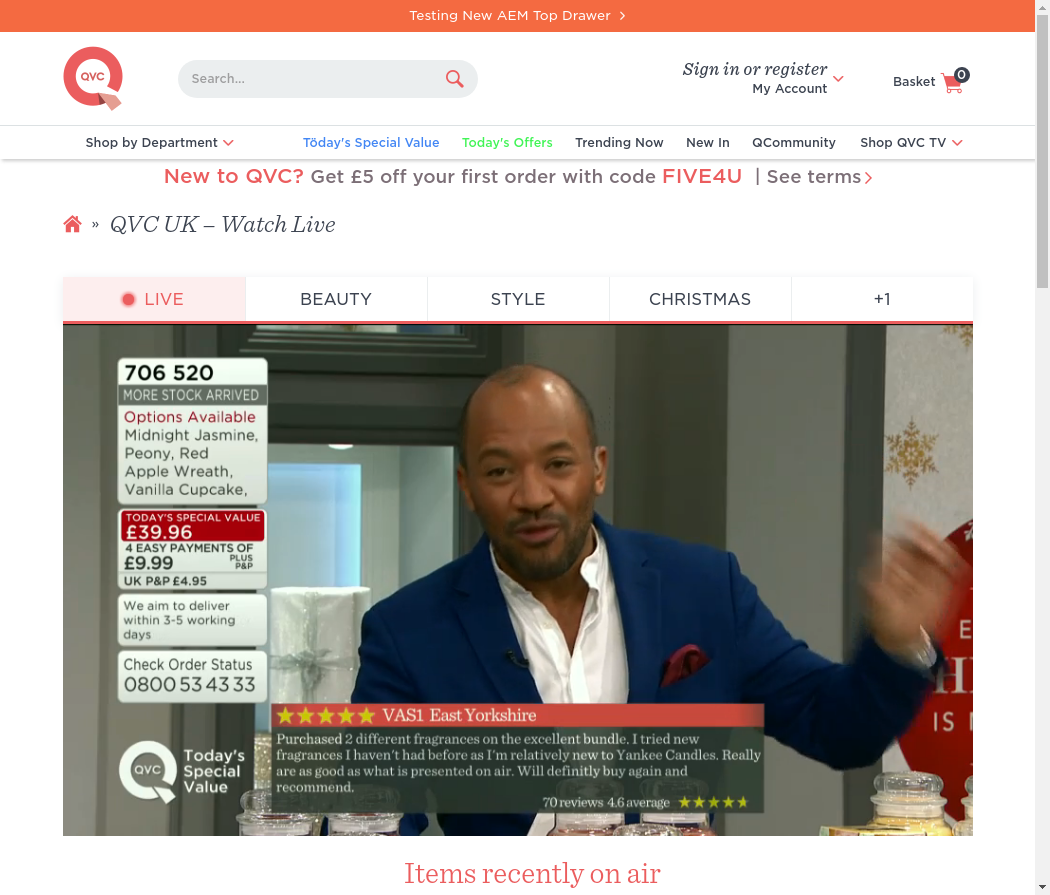 Testing New AEM Top Drawer
QVC
Search...
Sign in or register
My Account
Basket
0
Shop by Department
Töday's Special Value
Today's Offers
Trending Now
New In
QCommunity
Shop QVC TV
New to QVC? Get £5 off your first order with code FIVE4U | See terms
» QVC UK – Watch Live
LIVE
BEAUTY
STYLE
CHRISTMAS
+1
706 520
MORE STOCK ARRIVED
Options Available
Midnight Jasmine,
Peony, Red
Apple Wreath,
Vanilla Cupcake,
TODAY'S SPECIAL VALUE
£39.96
4 EASY PAYMENTS OF
£9.99 PLUS P&P
UK P&P £4.95
We aim to deliver
within 3-5 working
days
Check Order Status
0800 53 43 33
QVC
Today's
Special
Value
VAS1 East Yorkshire
Purchased 2 different fragrances on the excellent bundle. I tried new
fragrances I haven't had before as I'm relatively new to Yankee Candles. Really
are as good as what is presented on air. Will definitly buy again and
recommend.
70 reviews 4.6 average
IS
Items recently on air